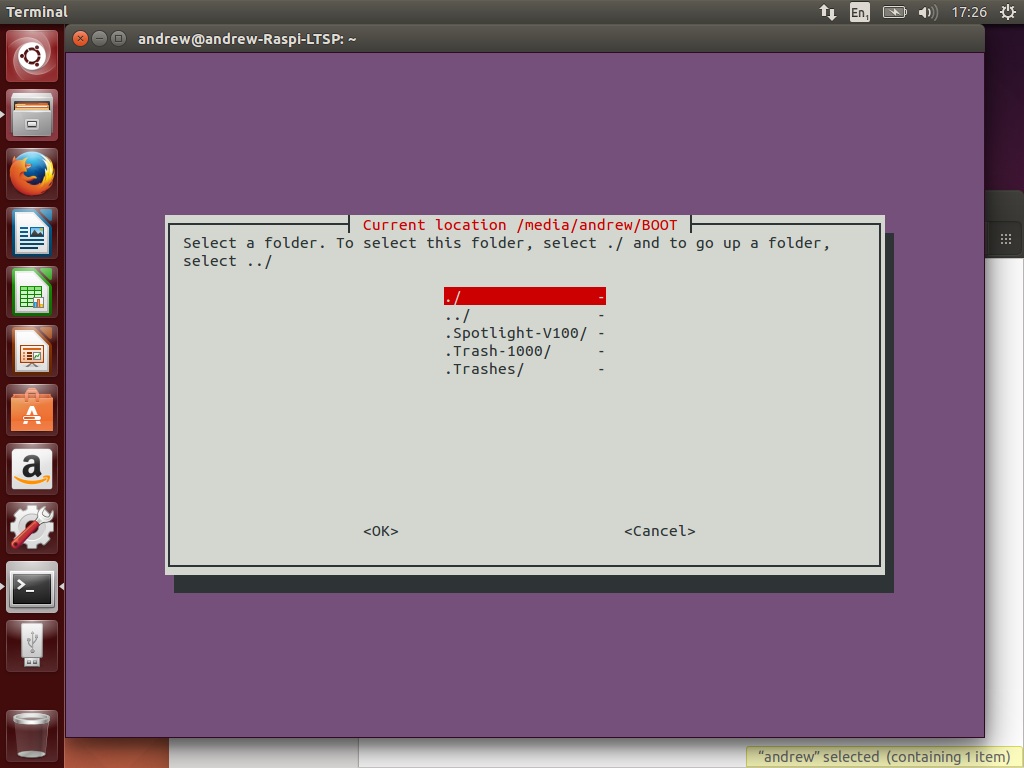 Terminal
En1
17:26
andrew@andrew-Raspi-LTSP: ~
Current location /media/andrew/BOOT
Select a folder. To select this folder, select ./ and to go up a folder,
select ../
./ -
../ -
.Spotlight-V100/ -
.Trash-1000/ -
.Trashes/ -
<OK> <Cancel>
a
>_
"andrew" selected (containing 1 item)